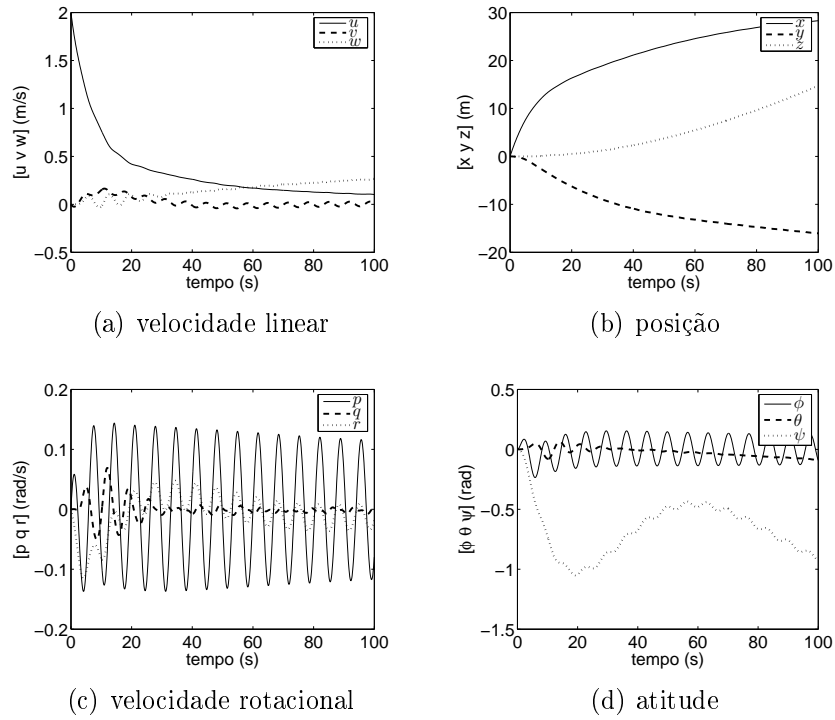 [u v w] (m/s)
2
1.5
1
0.5
0
−0.5
u
v
w
0 20 40 60 80 100
tempo (s)
(a) velocidade linear
[x y z] (m)
30
20
10
0
−10
−20
x
y
z
0 20 40 60 80 100
tempo (s)
(b) posição
[p q r] (rad/s)
0.2
0.1
0
−0.1
−0.2
p
q
r
0 20 40 60 80 100
tempo (s)
(c) velocidade rotacional
[ϕ θ ψ] (rad)
0.5
0
−0.5
−1
−1.5
ϕ
θ
ψ
0 20 40 60 80 100
tempo (s)
(d) atitude